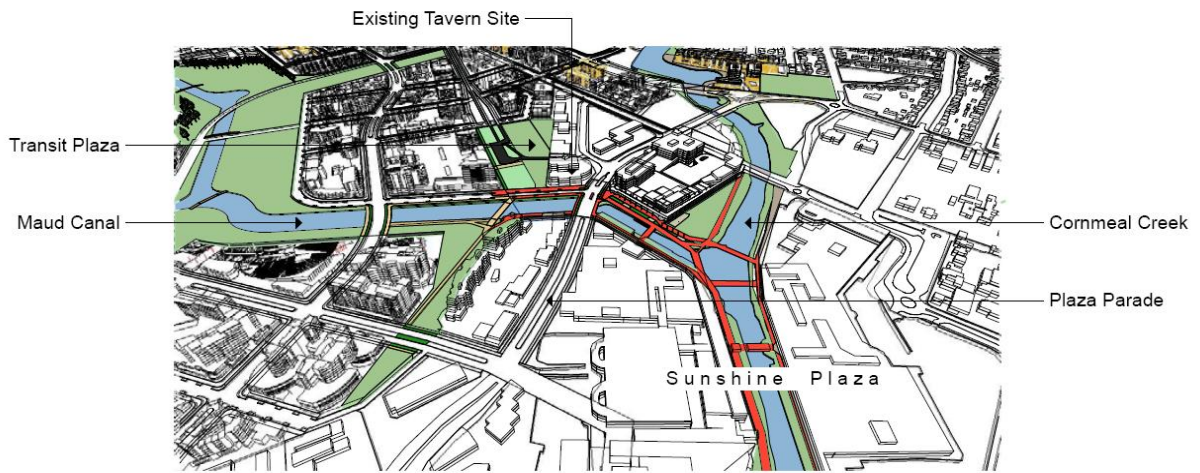 Existing Tavern Site
Transit Plaza
Maud Canal
Cornmeal Creek
Plaza Parade
Sunshine Plaza